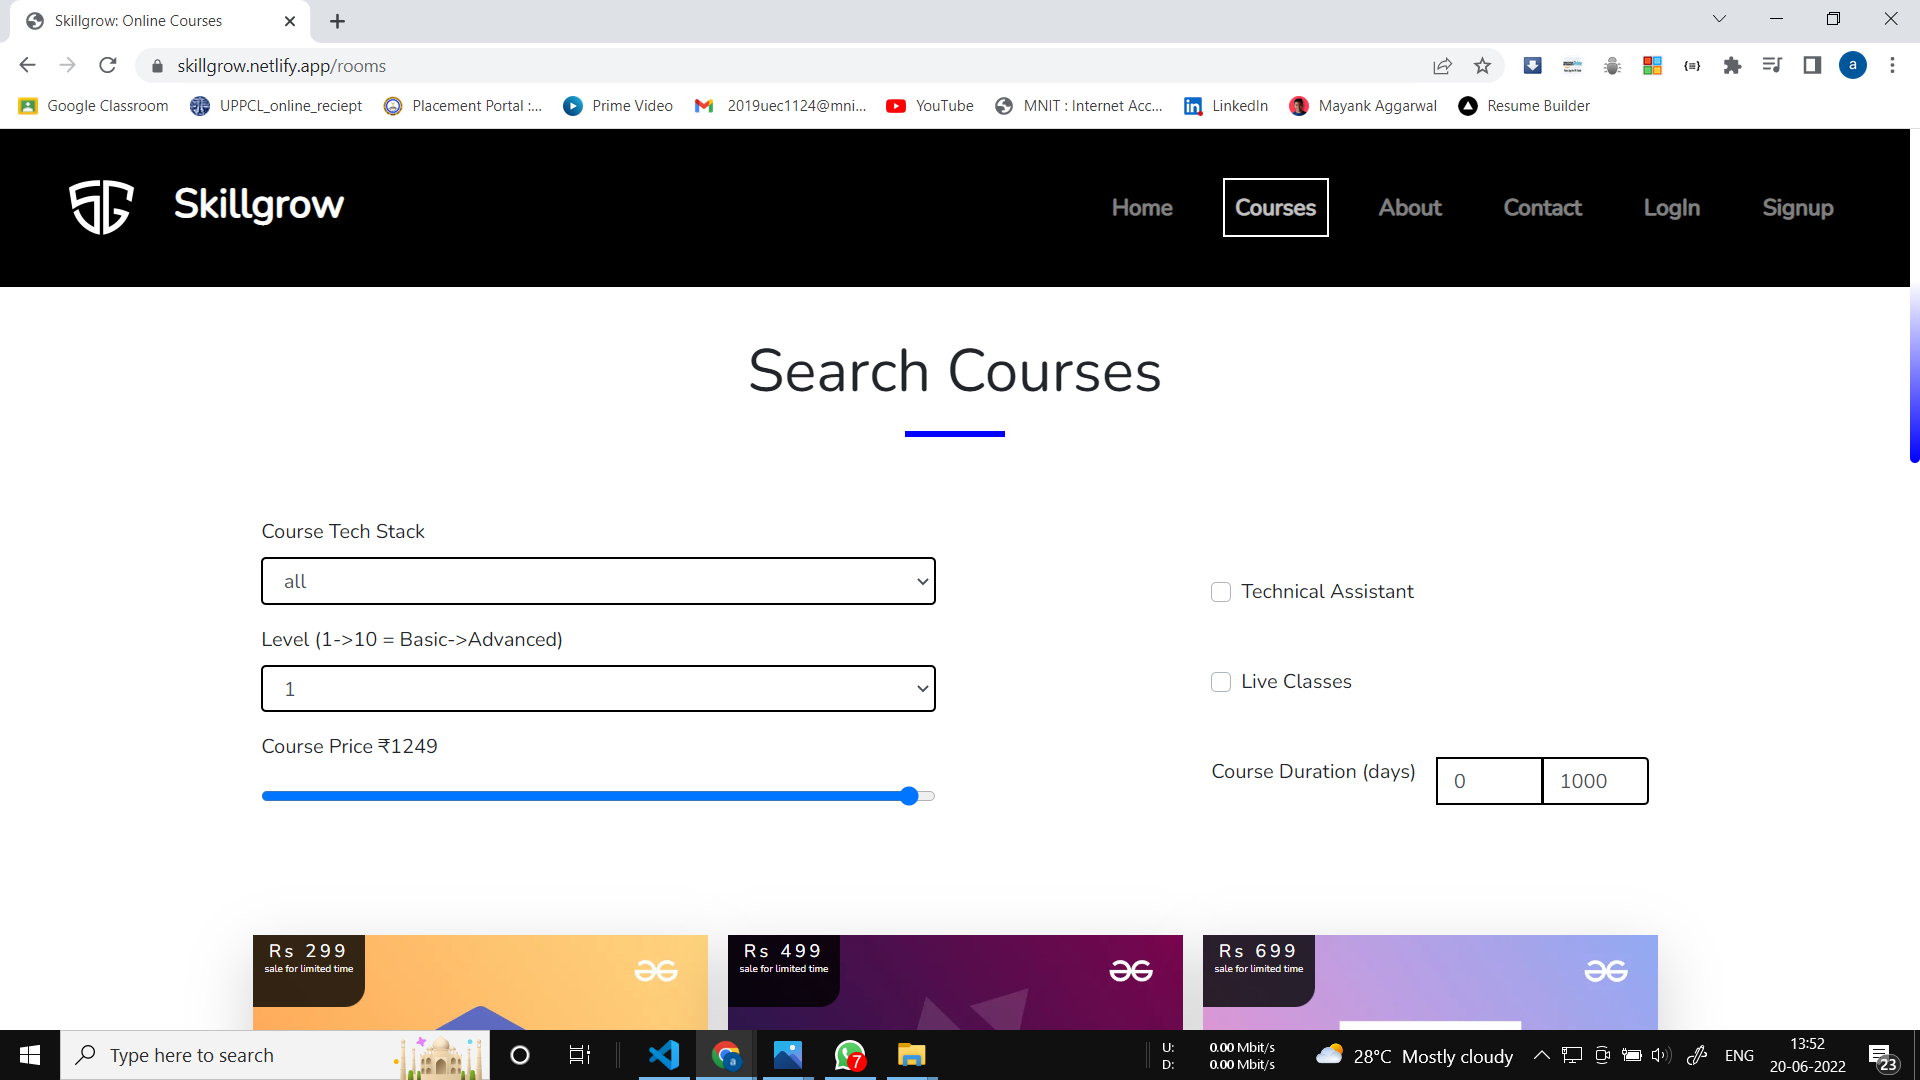 Skillgrow: Online Courses
skillgrow.netlify.app/rooms
a
Google Classroom
UPPCL_online_reciept
Placement Portal :...
Prime Video
2019uec1124@mni...
YouTube
MNIT : Internet Acc...
LinkedIn
Mayank Aggarwal
Resume Builder
SG
Skillgrow
Home
Courses
About
Contact
LogIn
Signup
Search Courses
Course Tech Stack
all
Level (1->10 = Basic->Advanced)
1
Course Price ₹1249
Technical Assistant
Live Classes
Course Duration (days)
0
1000
Rs 299
sale for limited time
Rs 499
sale for limited time
Rs 699
sale for limited time
Type here to search
a
7
U: 0.00 Mbit/s
D: 0.00 Mbit/s
28°C Mostly cloudy
ENG
13:52
20-06-2022
23